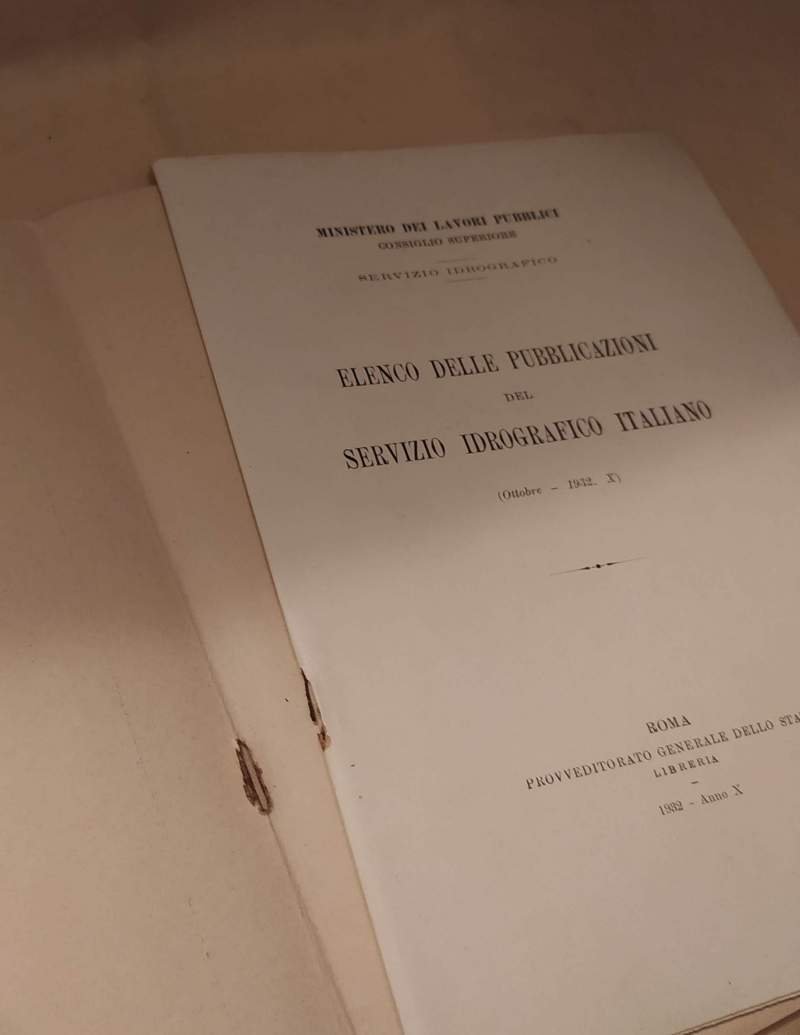 MINISTERO DEI LAVORI PUBBLICI
CONSIGLIO SUPERIORE
SERVIZIO IDROGRAFICO
ELENCO DELLE PUBBLICAZIONI
DEL
SERVIZIO IDROGRAFICO ITALIANO
(Ottobre – 1932. X)
ROMA
PROVVEDITORATO GENERALE DELLO STA
LIBRERIA
1932 – Anno X